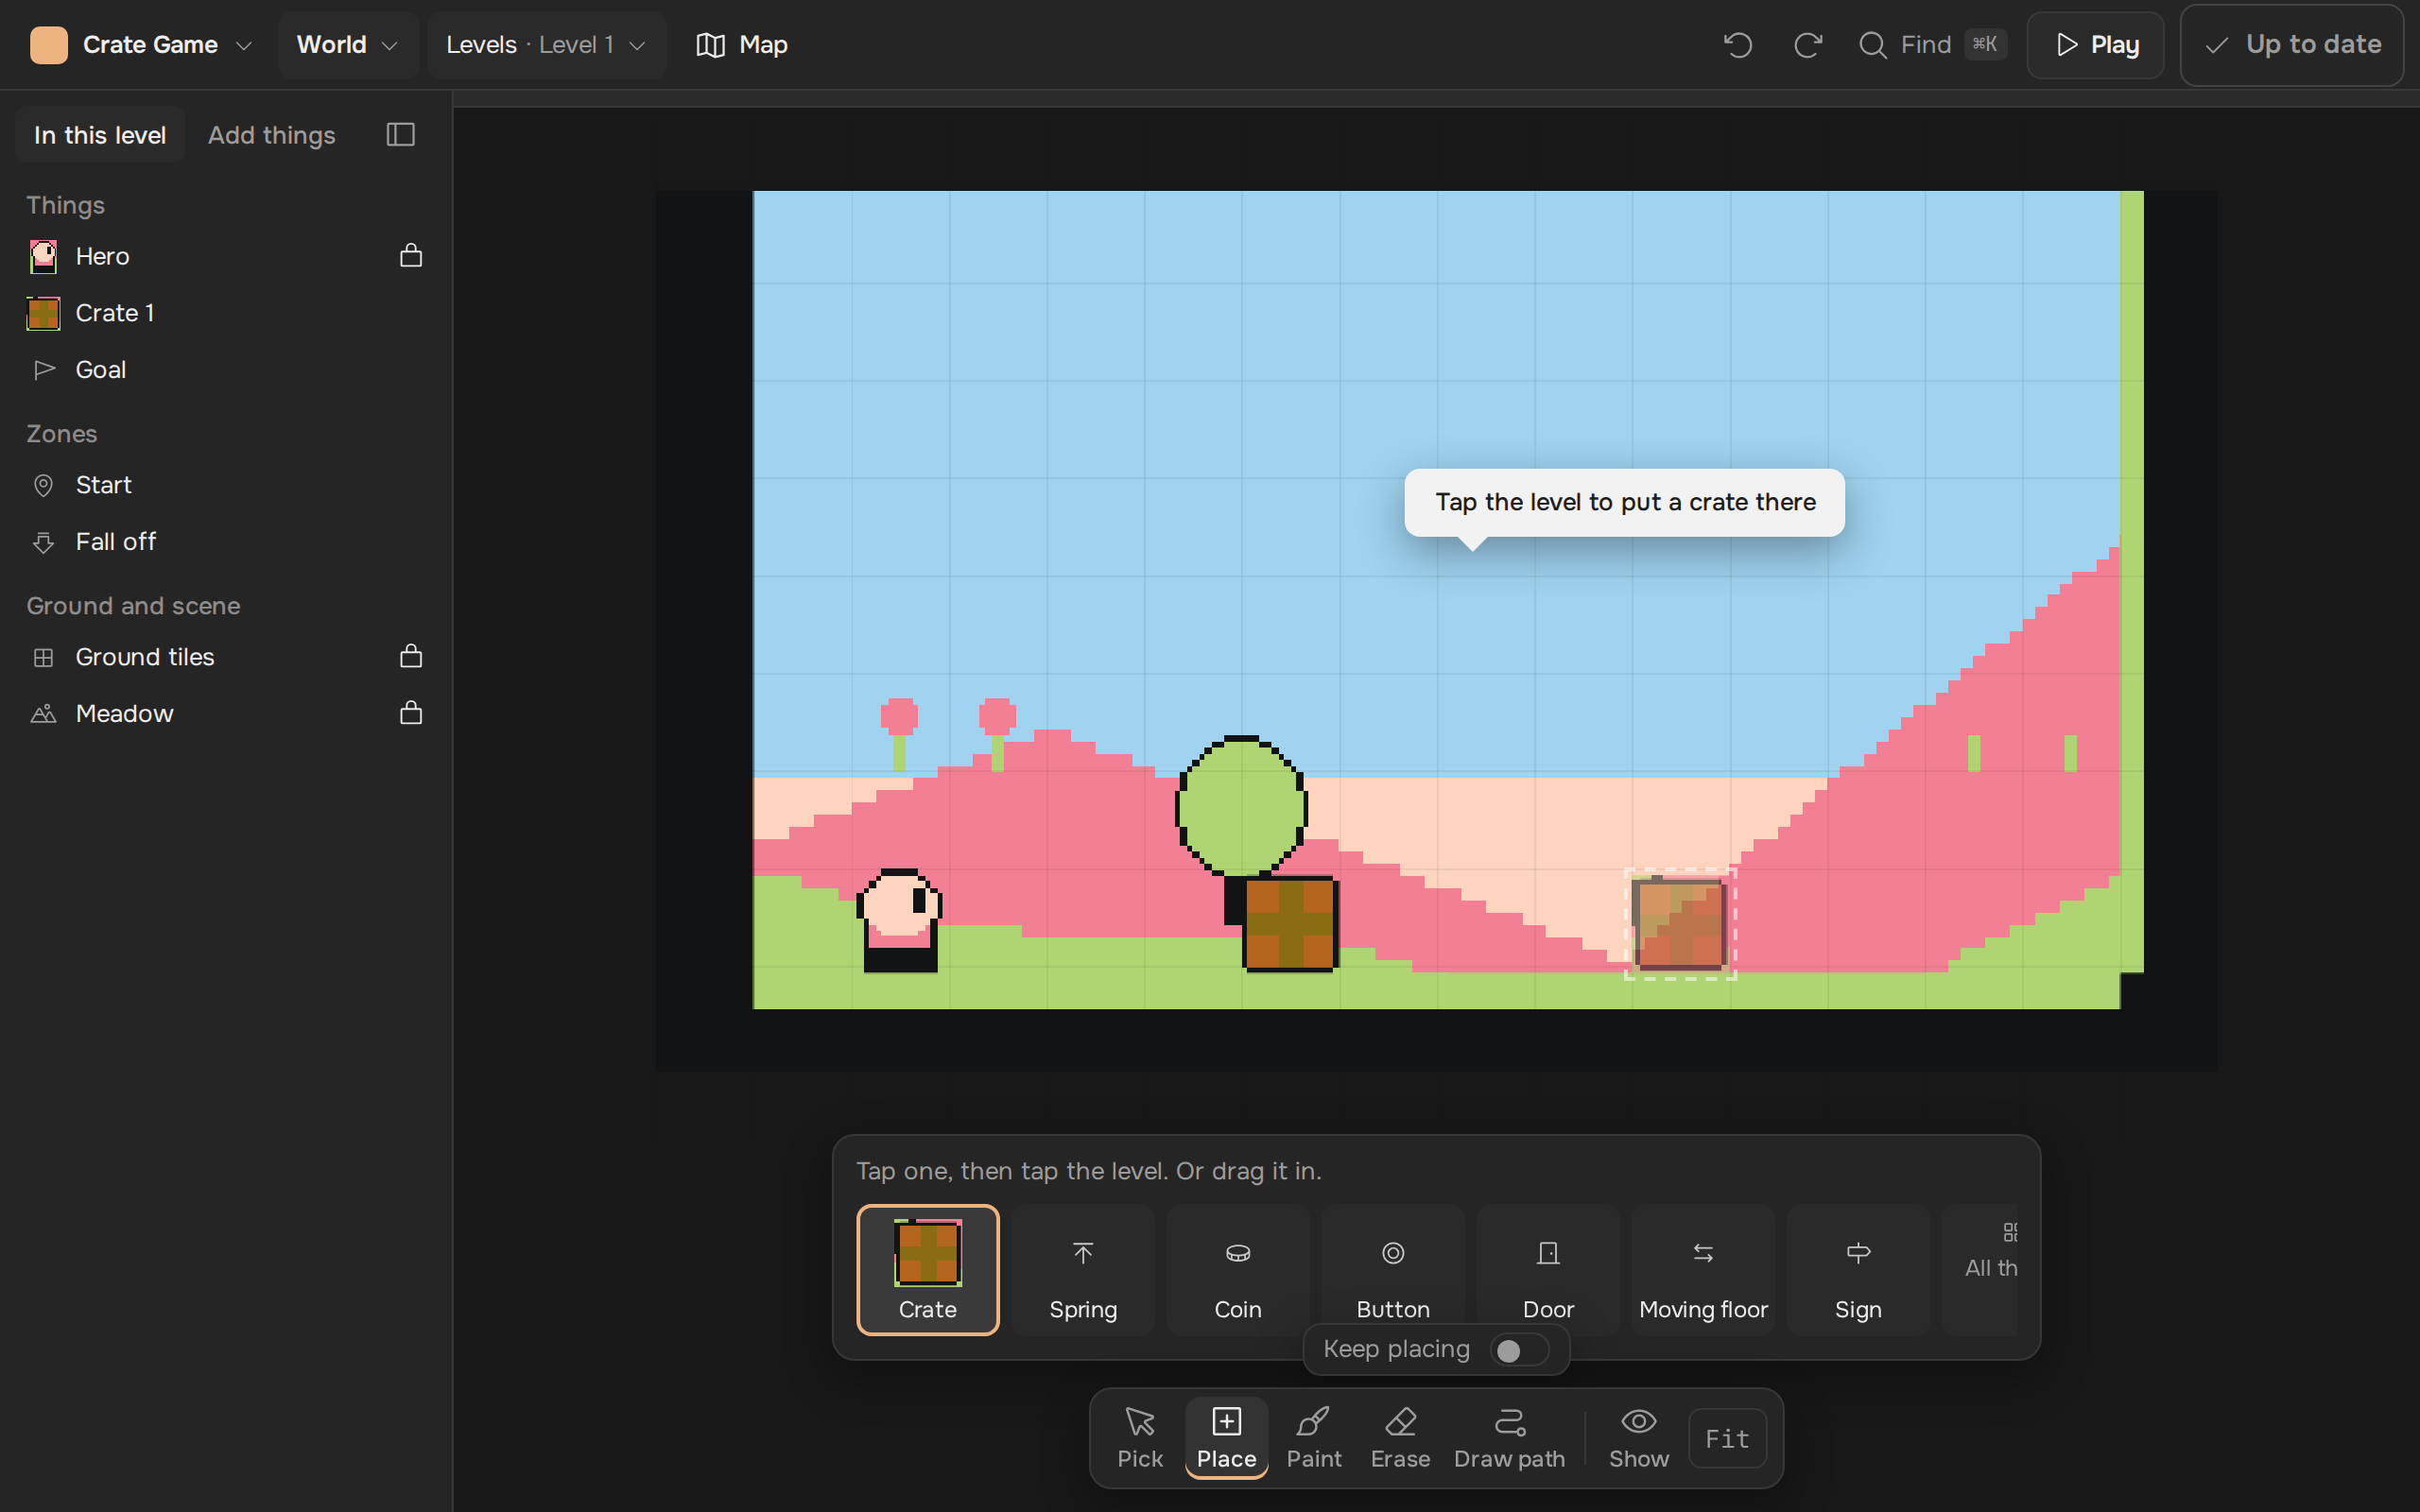 Crate Game
World
Levels · Level 1
Map
Find ⌘K
Play
Up to date
In this level
Add things
Things
Hero
Crate 1
Goal
Zones
Start
Fall off
Ground and scene
Ground tiles
Meadow
Tap the level to put a crate there
Tap one, then tap the level. Or drag it in.
Crate
Spring
Coin
Button
Door
Moving floor
Sign
All th
Keep placing
Pick
Place
Paint
Erase
Draw path
Show
Fit